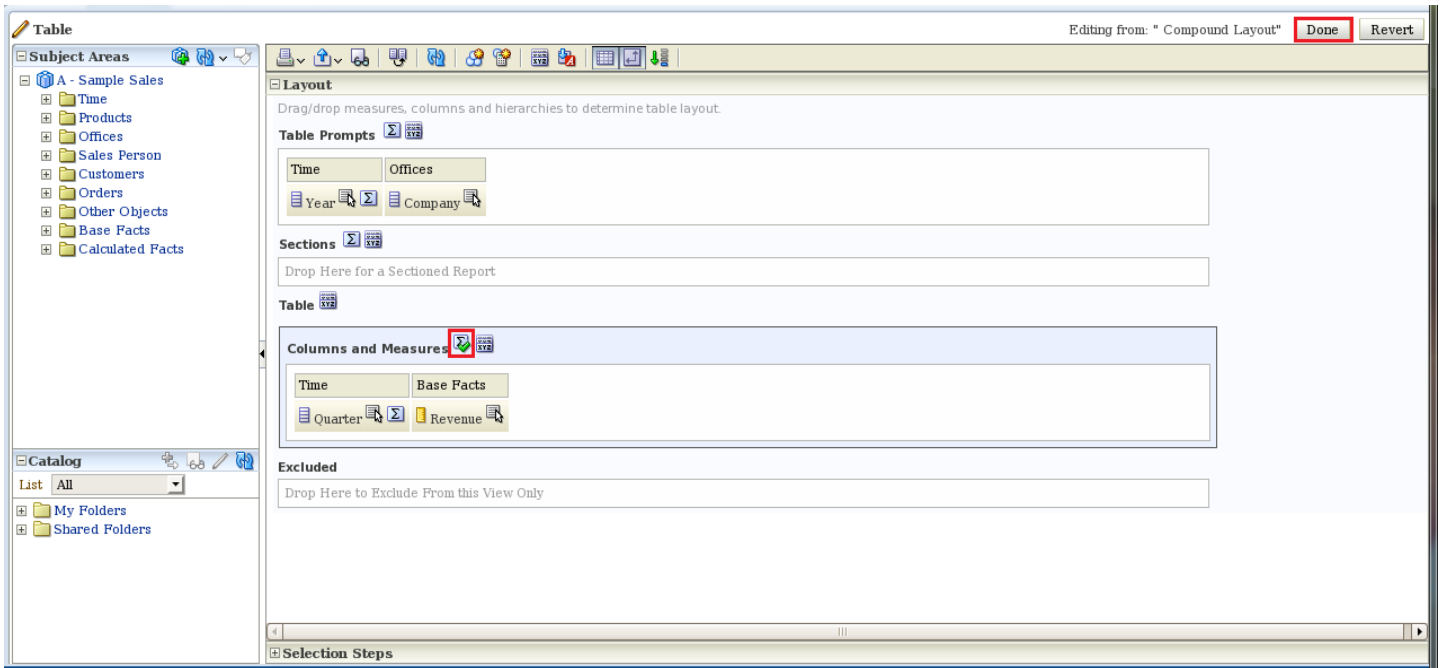 Table
Editing from: " Compound Layout"
Done
Revert
Subject Areas
A - Sample Sales
Time
Products
Offices
Sales Person
Customers
Orders
Other Objects
Base Facts
Calculated Facts
Catalog
List All
My Folders
Shared Folders
Layout
Drag/drop measures, columns and hierarchies to determine table layout.
Table Prompts
Time Offices
Year Company
Sections
Drop Here for a Sectioned Report
Table
Columns and Measures
Time Base Facts
Quarter Revenue
Excluded
Drop Here to Exclude From this View Only
Selection Steps